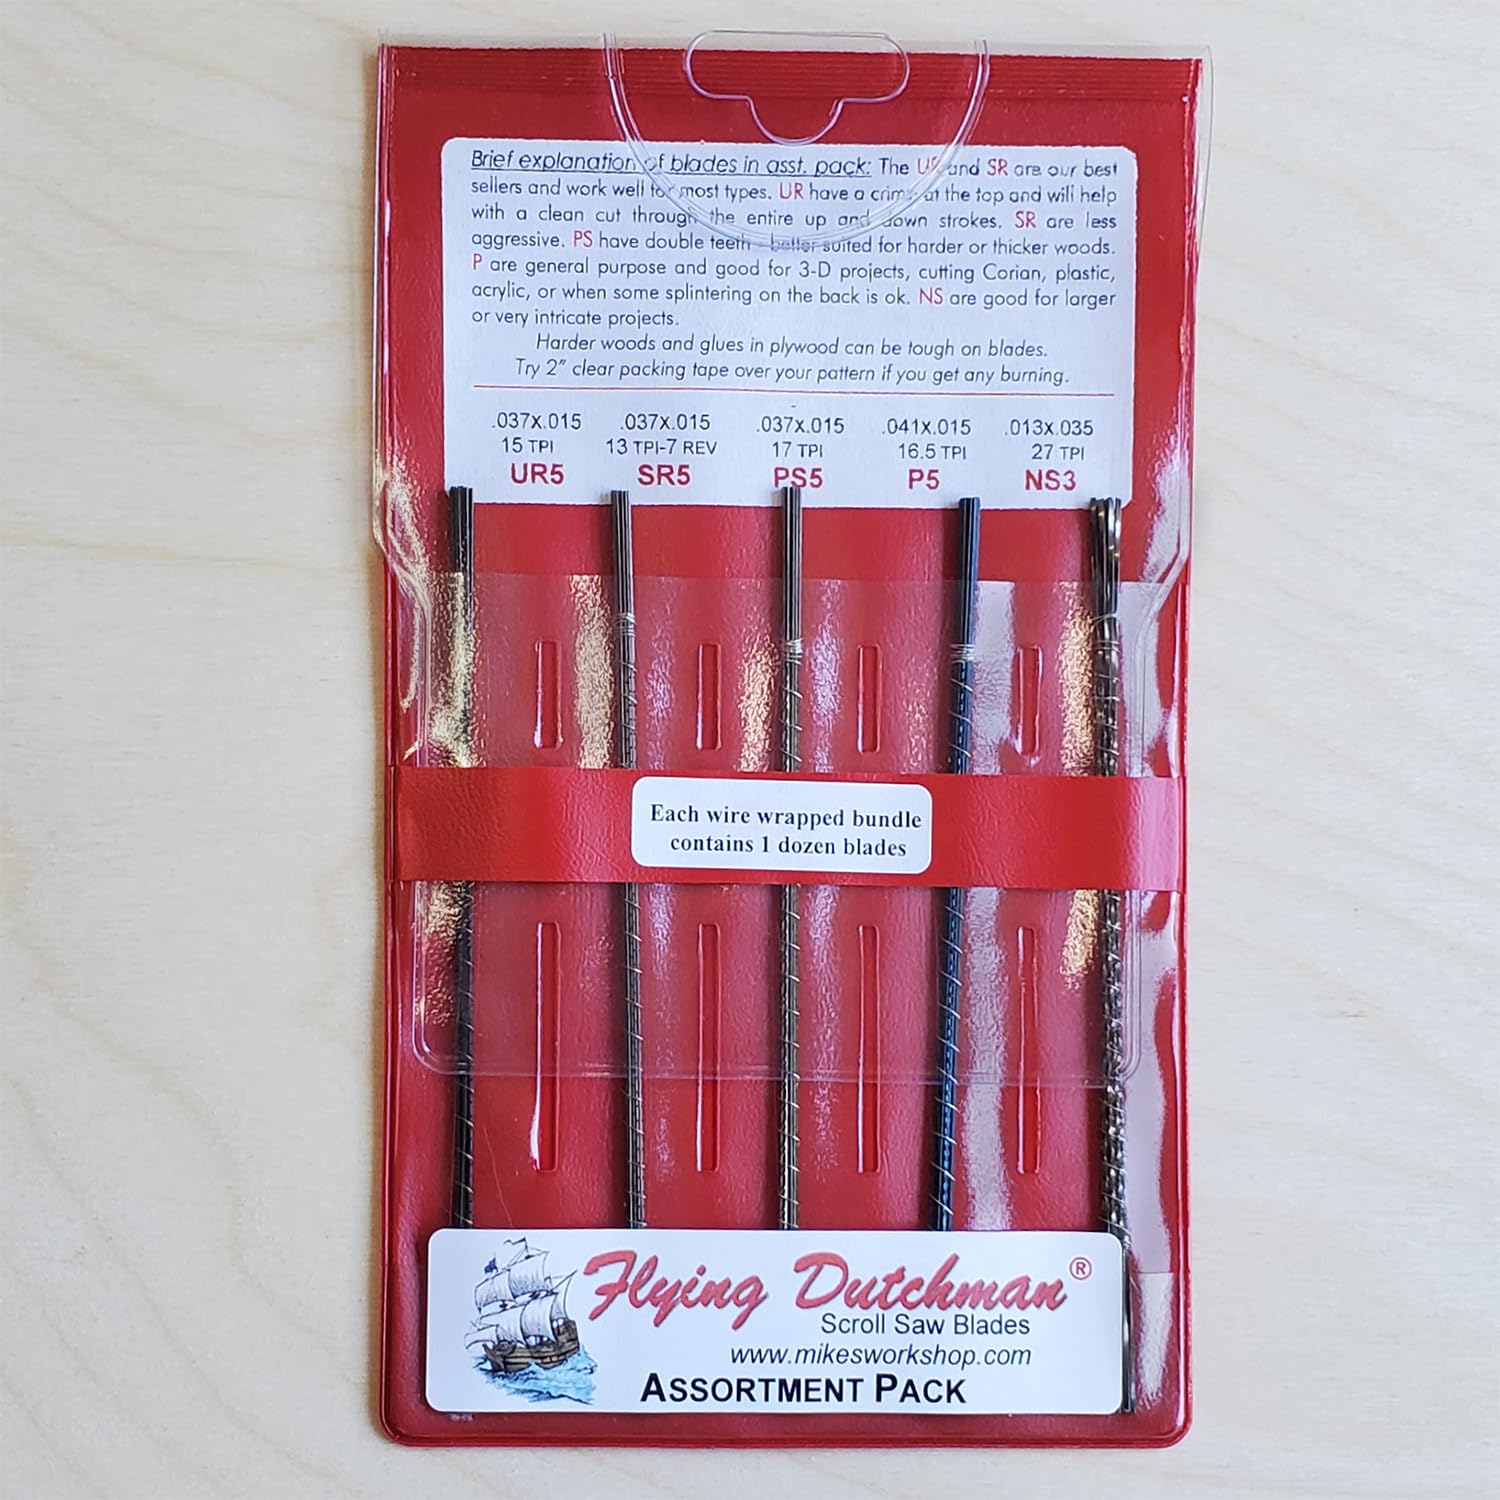 Brief explanation of blades in asst. pack: The UR and SR are our best
sellers and work well for most types. UR have a crimp at the top and will help
with a clean cut through the entire up and down strokes. SR are less
aggressive. PS have double teeth - better suited for harder or thicker woods.
P are general purpose and good for 3-D projects, cutting Corian, plastic,
acrylic, or when some splintering on the back is ok. NS are good for larger
or very intricate projects.
Harder woods and glues in plywood can be tough on blades.
Try 2" clear packing tape over your pattern if you get any burning.
.037x.015 .037x.015 .037x.015 .041x.015 .013x.035
15 TPI 13 TPI-7 REV 17 TPI 16.5 TPI 27 TPI
UR5 SR5 PS5 P5 NS3
Each wire wrapped bundle
contains 1 dozen blades
Flying Dutchman®
Scroll Saw Blades
www.mikesworkshop.com
ASSORTMENT PACK